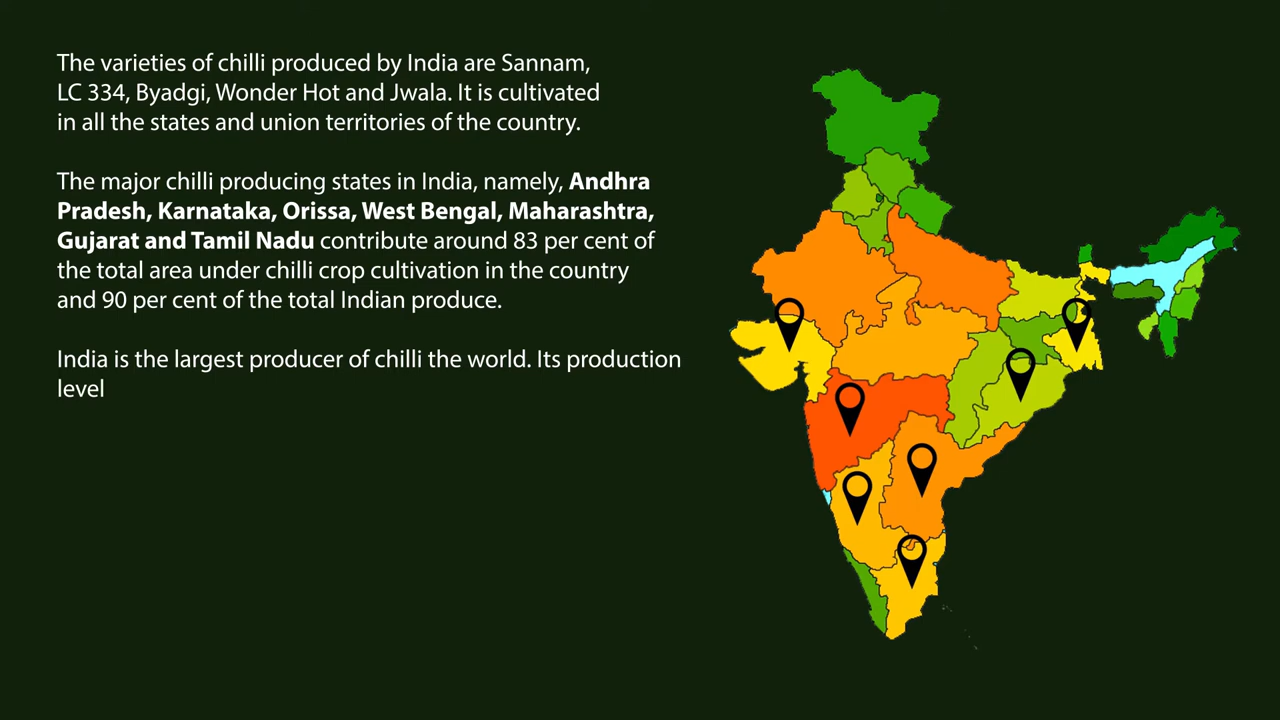 The varieties of chilli produced by India are Sannam,
LC 334, Byadgi, Wonder Hot and Jwala. It is cultivated
in all the states and union territories of the country.
The major chilli producing states in India, namely, Andhra
Pradesh, Karnataka, Orissa, West Bengal, Maharashtra,
Gujarat and Tamil Nadu contribute around 83 per cent of
the total area under chilli crop cultivation in the country
and 90 per cent of the total Indian produce.
India is the largest producer of chilli the world. Its production
level